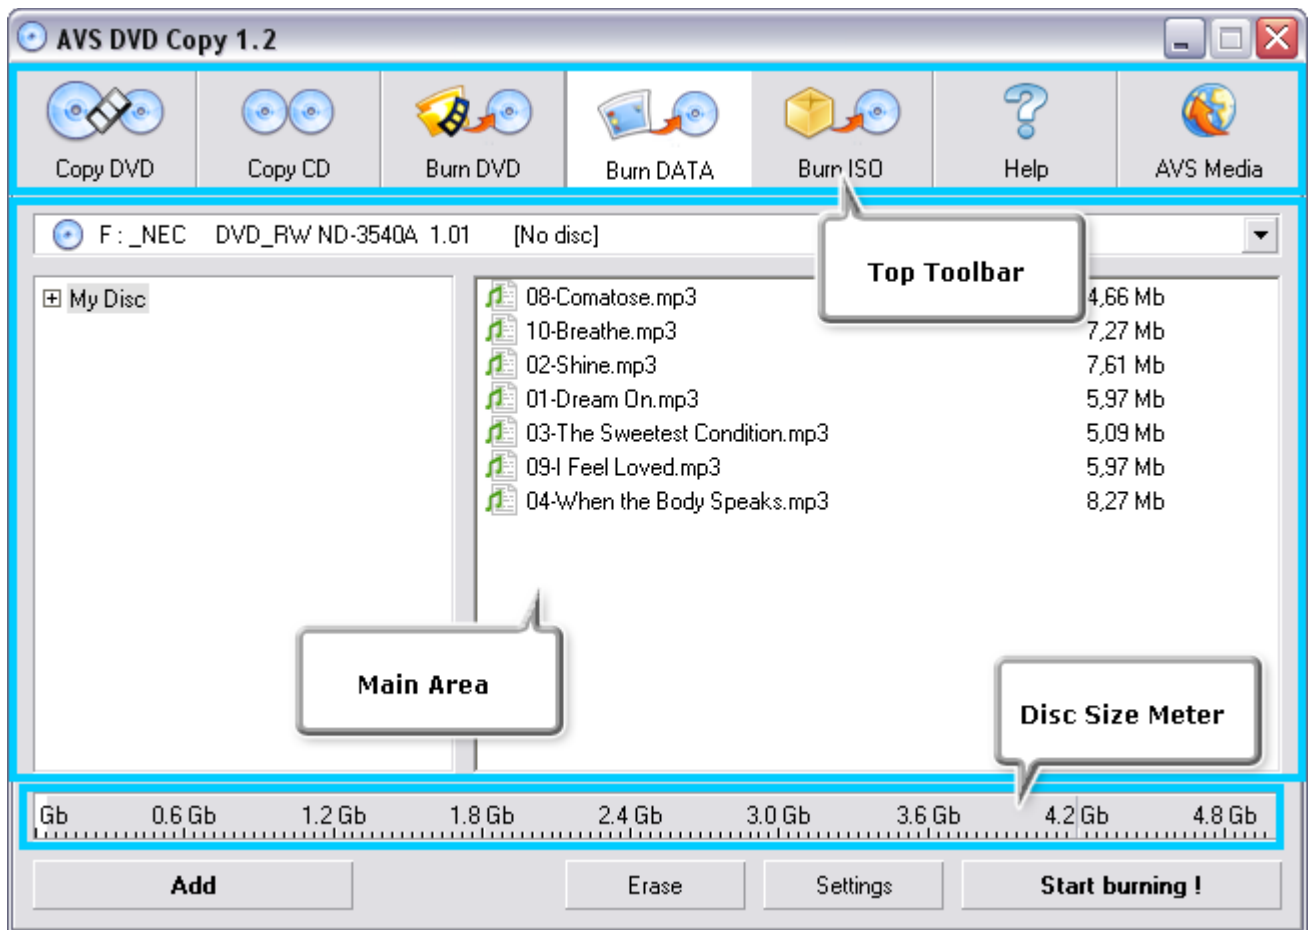 AVS DVD Copy 1.2
Copy DVD
Copy CD
Burn DVD
Burn DATA
Burn ISO
Help
AVS Media
F : _NEC DVD_RW ND-3540A 1.01 [No disc]
Top Toolbar
My Disc
08-Comatose.mp3 4,66 Mb
10-Breathe.mp3 7,27 Mb
02-Shine.mp3 7,61 Mb
01-Dream On.mp3 5,97 Mb
03-The Sweetest Condition.mp3 5,09 Mb
09-I Feel Loved.mp3 5,97 Mb
04-When the Body Speaks.mp3 8,27 Mb
Main Area
Disc Size Meter
Gb 0.6 Gb 1.2 Gb 1.8 Gb 2.4 Gb 3.0 Gb 3.6 Gb 4.2 Gb 4.8 Gb
Add
Erase
Settings
Start burning !